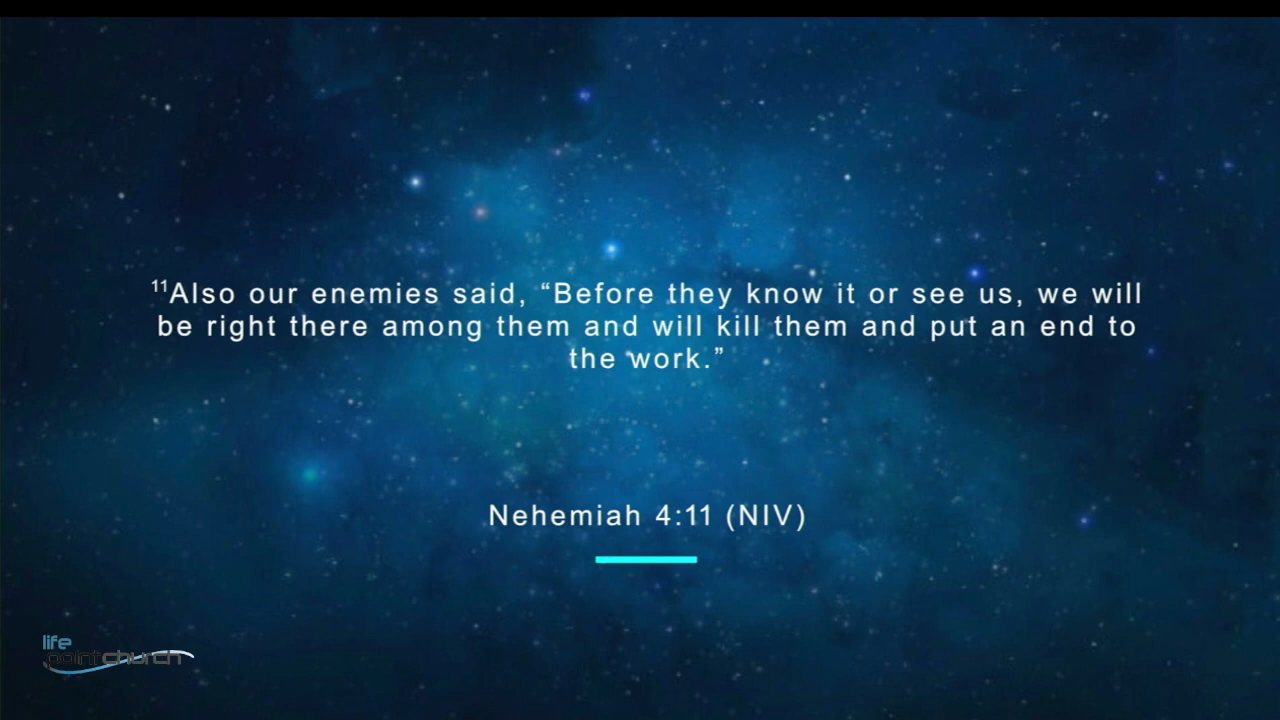 ¹¹Also our enemies said, “Before they know it or see us, we will
be right there among them and will kill them and put an end to
the work.”
Nehemiah 4:11 (NIV)
life
pointchurch